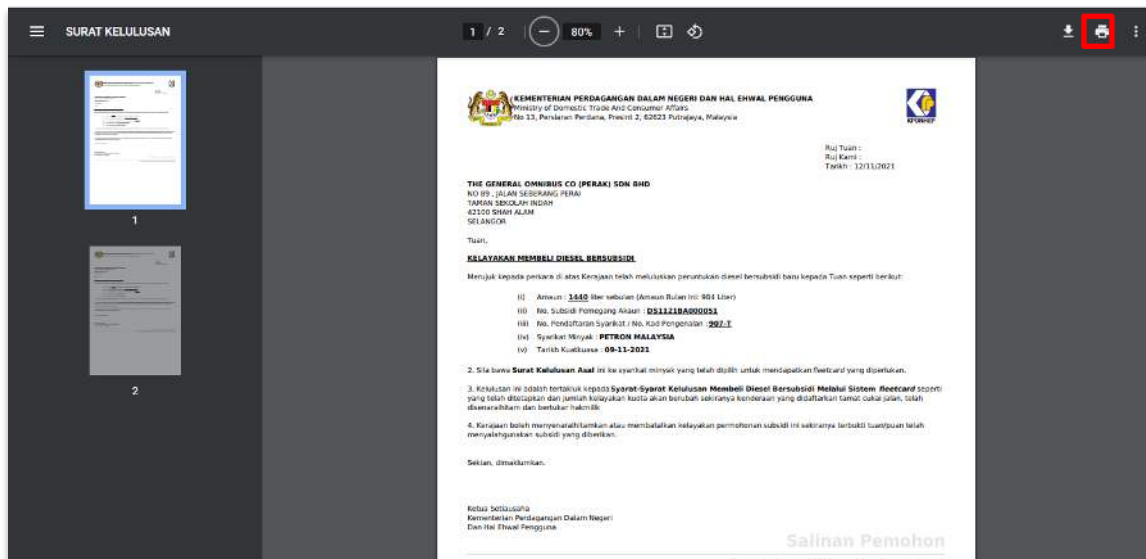 SURAT KELULUSAN
1 / 2
80%
1
2
KEMENTERIAN PERDAGANGAN DALAM NEGERI DAN HAL EHWAL PENGGUNA
Ministry of Domestic Trade And Consumer Affairs
No 13, Persiaran Perdana, Presint 2, 62623 Putrajaya, Malaysia
KPDNHEP
Ruj Tuan :
Ruj Kami :
Tarikh : 12/11/2021
THE GENERAL OMNIBUS CO (PERAK) SDN BHD
NO 89 , JALAN SEBERANG PERAI
TAMAN SEKOLAH INDAH
42100 SHAH ALAM
SELANGOR
Tuan,
KELAYAKAN MEMBELI DIESEL BERSUBSIDI
Merujuk kepada perkara di atas Kerajaan telah meluluskan peruntukan diesel bersubsidi baru kepada Tuan seperti berikut:
(i) Amaun : 1440 liter sebulan (Amaun Bulan Ini: 984 Liter)
(ii) No. Subsidi Pemegang Akaun : DS1121BA000051
(iii) No. Pendaftaran Syarikat / No. Kad Pengenalan : 997-T
(iv) Syarikat Minyak : PETRON MALAYSIA
(v) Tarikh Kuatkuasa : 09-11-2021
2. Sila bawa Surat Kelulusan Asal ini ke syarikat minyak yang telah dipilih untuk mendapatkan fleetcard yang diperlukan.
3. Kelulusan ini adalah tertakluk kepada Syarat-Syarat Kelulusan Membeli Diesel Bersubsidi Melalui Sistem fleetcard seperti
yang telah ditetapkan dan jumlah kelayakan kuota akan berubah sekiranya kenderaan yang didaftarkan tamat cukai jalan, telah
disenaraihitam dan bertukar hakmilik
4. Kerajaan boleh menyenaraihitamkan atau membatalkan kelayakan permohonan subsidi ini sekiranya terbukti tuan/puan telah
menyalahgunakan subsidi yang diberikan.
Sekian, dimaklumkan.
Ketua Setiausaha
Kementerian Perdagangan Dalam Negeri
Dan Hal Ehwal Pengguna
Salinan Pemohon